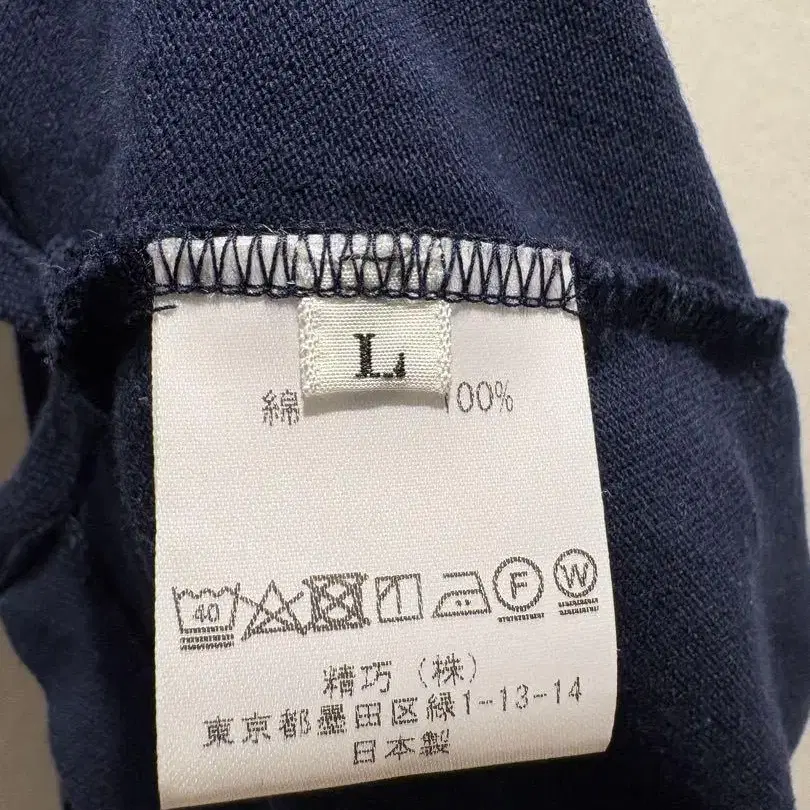 L
綿 100%
40 F W
精巧（株）
東京都墨田区緑1-13-14
日本製